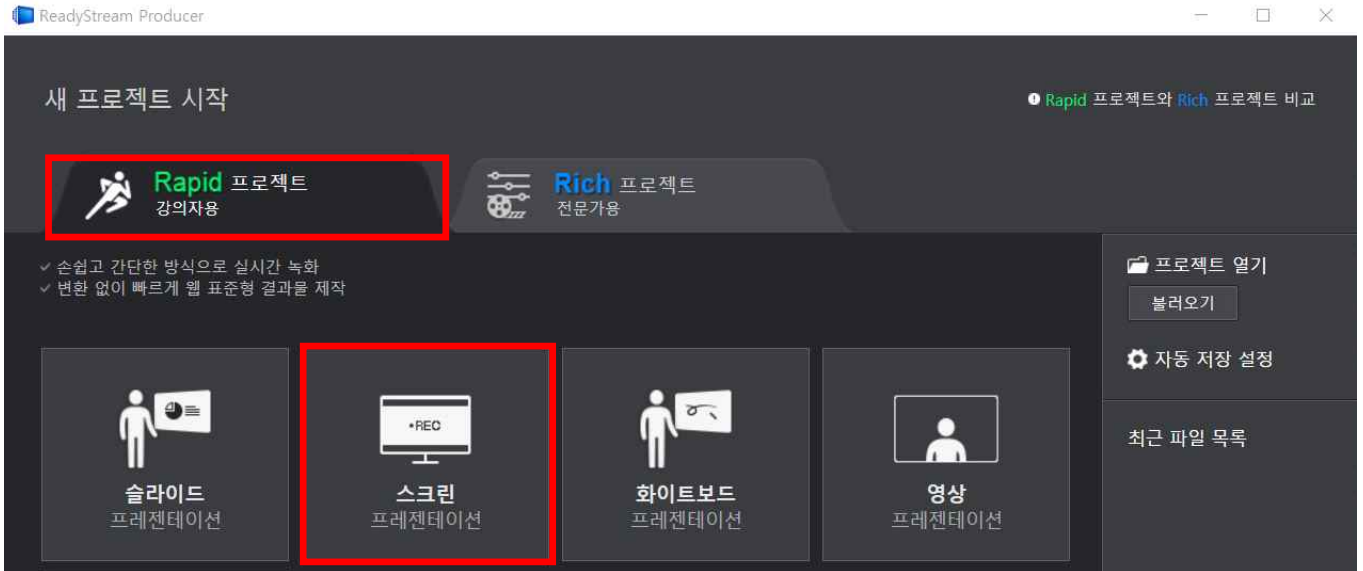 ReadyStream Producer
새 프로젝트 시작
Rapid 프로젝트와 Rich 프로젝트 비교
Rapid 프로젝트
강의자용
Rich 프로젝트
전문가용
손쉽고 간단한 방식으로 실시간 녹화
변환 없이 빠르게 웹 표준형 결과물 제작
프로젝트 열기
불러오기
자동 저장 설정
최근 파일 목록
•REC
슬라이드
프레젠테이션
스크린
프레젠테이션
화이트보드
프레젠테이션
영상
프레젠테이션